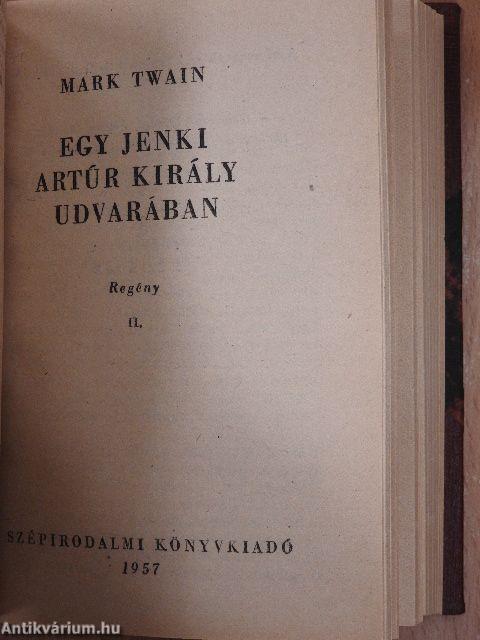 MARK TWAIN
EGY JENKI
ARTÚR KIRÁLY
UDVARÁBAN
Regény
II.
SZÉPIRODALMI KÖNYVKIADÓ
1957
Antikvárium.hu